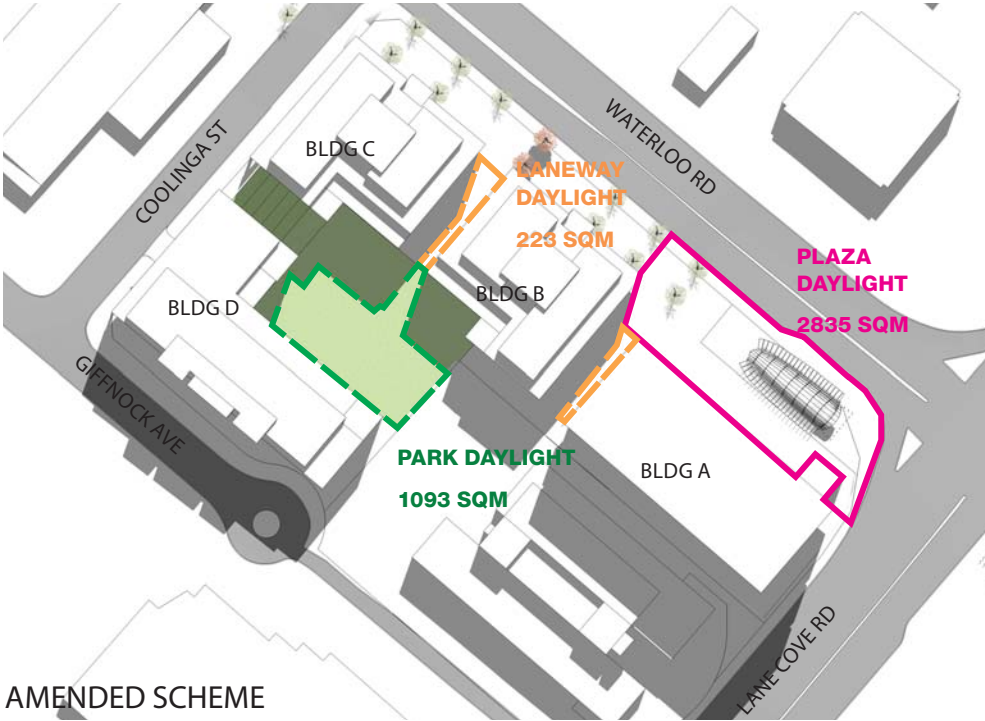 WATERLOO RD
COOLINGA ST
BLDG C
LANEWAY
DAYLIGHT
223 SQM
PLAZA
DAYLIGHT
2835 SQM
BLDG B
BLDG D
GIFFNOCK AVE
PARK DAYLIGHT
1093 SQM
BLDG A
LANE COVE RD
AMENDED SCHEME